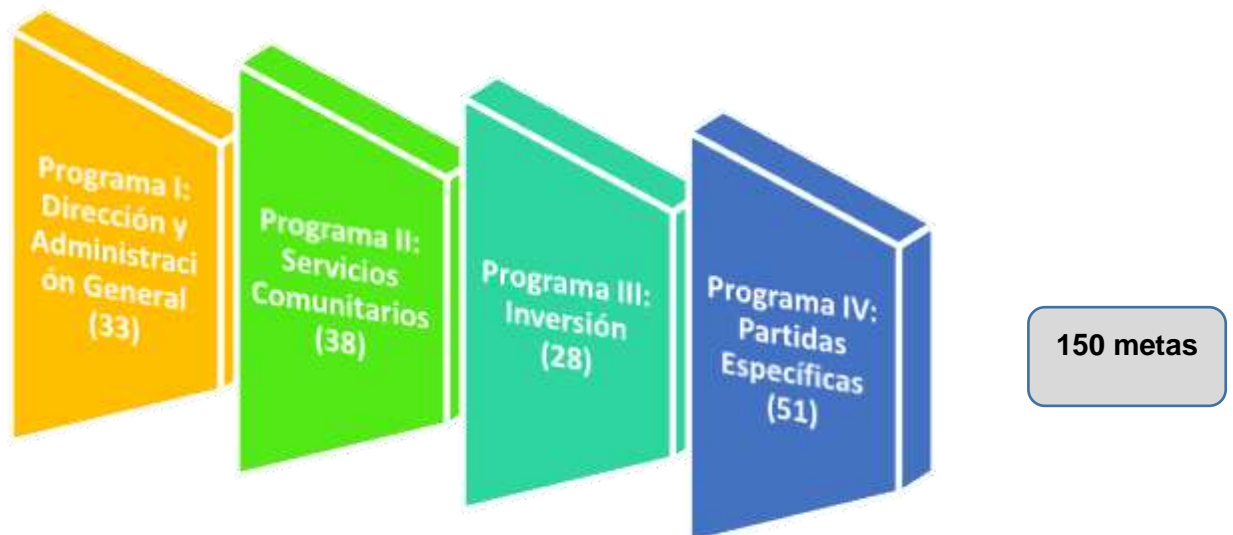 Programa I:
Dirección y
Administraci
ón General
(33)
Programa II:
Servicios
Comunitarios
(38)
Programa III:
Inversión
(28)
Programa IV:
Partidas
Específicas
(51)
150 metas